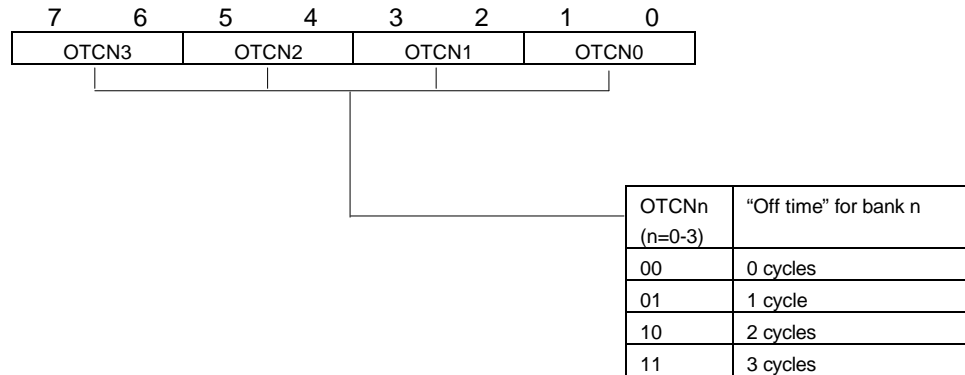 7 6 5 4 3 2 1 0
OTCN3 OTCN2 OTCN1 OTCN0
OTCNn “Off time” for bank n
(n=0-3)
00 0 cycles
01 1 cycle
10 2 cycles
11 3 cycles